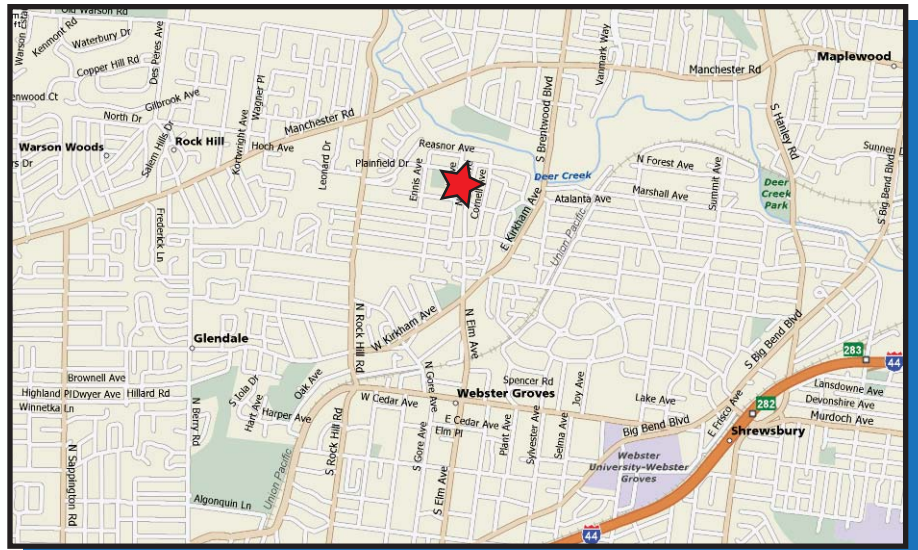 Old Warson Rd
Kenmont Rd
Waterbury Dr
Copper Hill Rd
Des Peres Ave
Gilbrook Ave
North Dr
Warson Woods
Salem Hills Dr
Rock Hill
Kortwright Ave
Wagner Pl
Hoch Ave
Manchester Rd
Leonard Dr
Plainfield Dr
Reasnor Ave
Ennis Ave
Cornell Ave
Deer Creek
E Kirkham Ave
S Brentwood Blvd
Vanmark Way
Manchester Rd
Maplewood
S Hanley Rd
Sunnen D
N Forest Ave
Marshall Ave
Summit Ave
Atalanta Ave
Union Pacific
Deer
Creek
Park
S Big Bend Blvd
Frederick Ln
N Rock Hill Rd
W Kirkham Ave
N Elm Ave
Glendale
Brownell Ave
Highland Pl
Dwyer Ave
Hillard Rd
Winnetka Ln
N Berry Rd
S Iola Dr
Hart Ave
Oak Ave
Harper Ave
N Sappington Rd
Algonquin Ln
Union Pacific
S Rock Hill Rd
W Cedar Ave
N Gore Ave
S Gore Ave
Webster Groves
Spencer Rd
E Cedar Ave
Elm Pl
S Elm Ave
Plant Ave
Sylvester Ave
Selma Ave
Joy Ave
Lake Ave
Big Bend Blvd
E Frisco Ave
S Big Bend Blvd
283
44
282
Lansdowne Ave
Devonshire Ave
Murdoch Ave
Shrewsbury
Webster
University-Webster
Groves
44